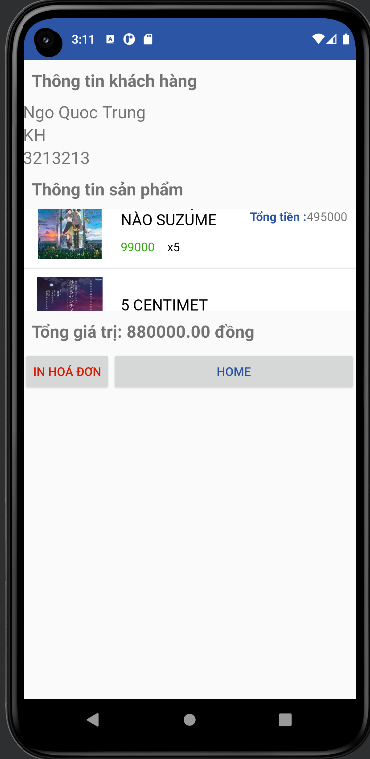 3:11
Thông tin khách hàng
Ngo Quoc Trung
KH
3213213
Thông tin sản phẩm
NÀO SUZUME
Tổng tiền :495000
99000 x5
5 CENTIMET
Tổng giá trị: 880000.00 đồng
IN HOÁ ĐƠN
HOME